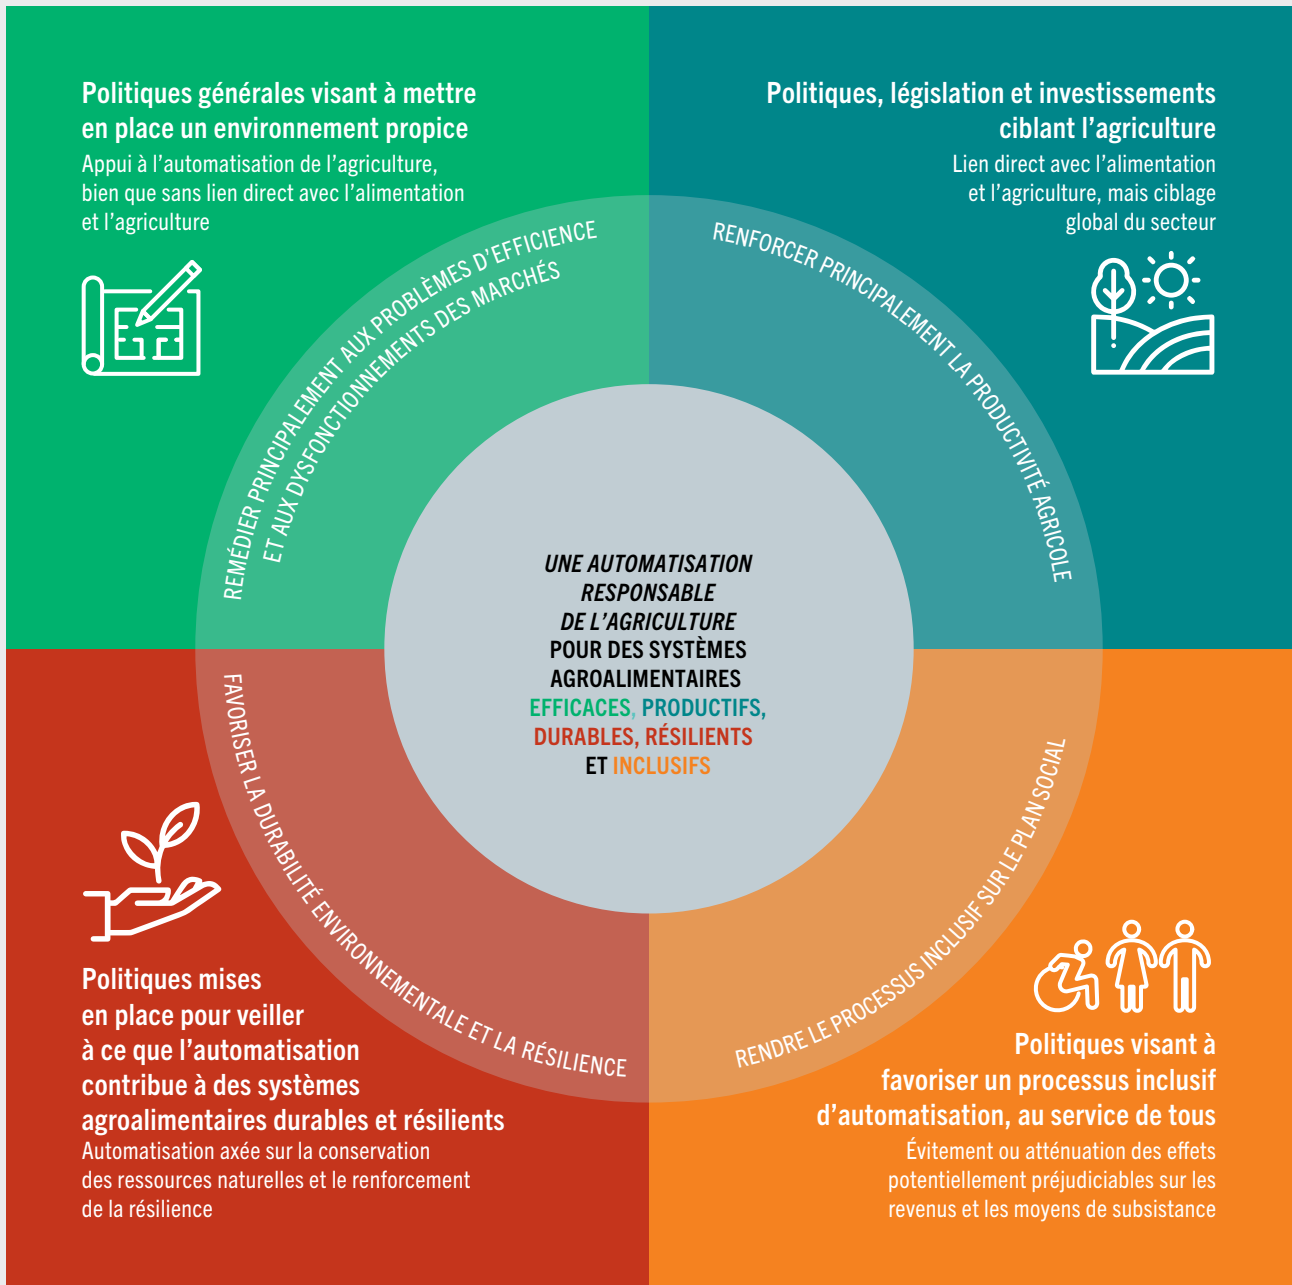 Politiques générales visant à mettre
en place un environnement propice
Appui à l'automatisation de l'agriculture,
bien que sans lien direct avec l'alimentation
et l'agriculture
REMÉDIER PRINCIPALEMENT AUX PROBLÈMES D'EFFICIENCE
ET AUX DYSFONCTIONNEMENTS DES MARCHÉS
Politiques, législation et investissements
ciblant l'agriculture
Lien direct avec l'alimentation
et l'agriculture, mais ciblage
global du secteur
RENFORCER PRINCIPALEMENT LA PRODUCTIVITÉ AGRICOLE
UNE AUTOMATISATION
RESPONSABLE
DE L'AGRICULTURE
POUR DES SYSTÈMES
AGROALIMENTAIRES
EFFICACES, PRODUCTIFS,
DURABLES, RÉSILIENTS
ET INCLUSIFS
FAVORISER LA DURABILITÉ ENVIRONNEMENTALE ET LA RÉSILIENCE
Politiques mises
en place pour veiller
à ce que l'automatisation
contribue à des systèmes
agroalimentaires durables et résilients
Automatisation axée sur la conservation
des ressources naturelles et le renforcement
de la résilience
RENDRE LE PROCESSUS INCLUSIF SUR LE PLAN SOCIAL
Politiques visant à
favoriser un processus inclusif
d'automatisation, au service de tous
Évitement ou atténuation des effets
potentiellement préjudiciables sur les
revenus et les moyens de subsistance